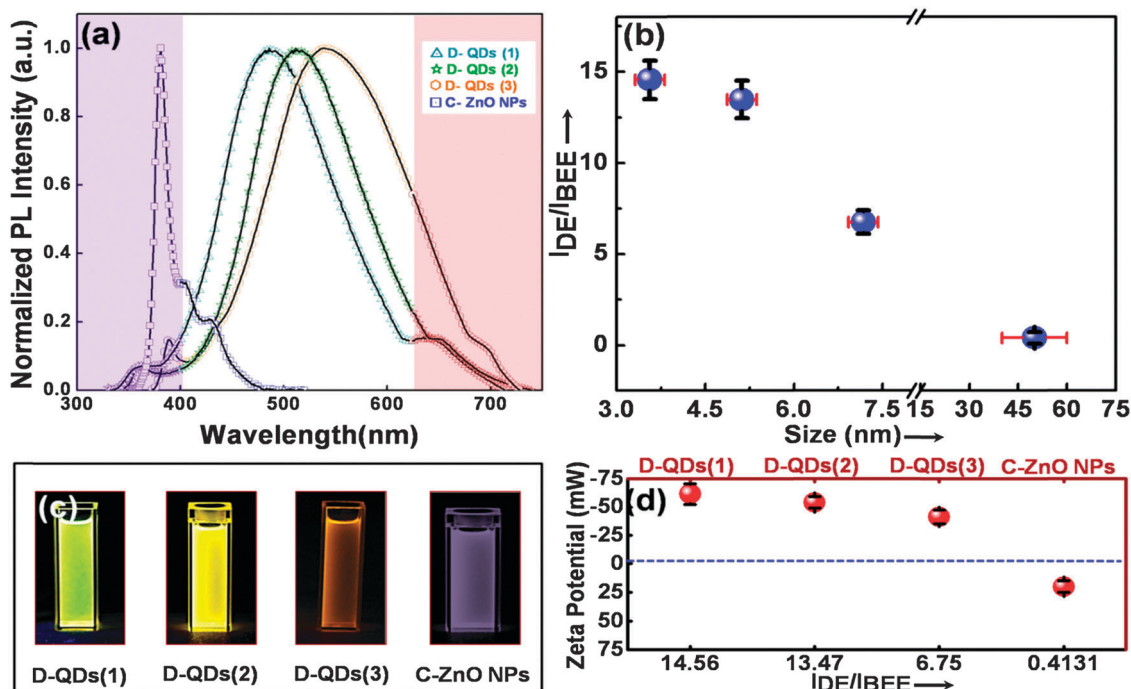 (a)
Normalized PL Intensity (a.u.)
1.0
0.8
0.6
0.4
0.2
0.0
300 400 500 600 700
Wavelength(nm)
D- QDs (1)
D- QDs (2)
D- QDs (3)
C- ZnO NPs
(b)
IDE/IBEE
15
10
5
0
3.0 4.5 6.0 7.5 15 30 45 60 75
Size (nm)
(c)
D-QDs(1) D-QDs(2) D-QDs(3) C-ZnO NPs
D-QDs(1) D-QDs(2) D-QDs(3) C-ZnO NPs
(d)
Zeta Potential (mW)
-75
-50
-25
0
25
50
75
14.56 13.47 6.75 0.4131
IDE/IBEE